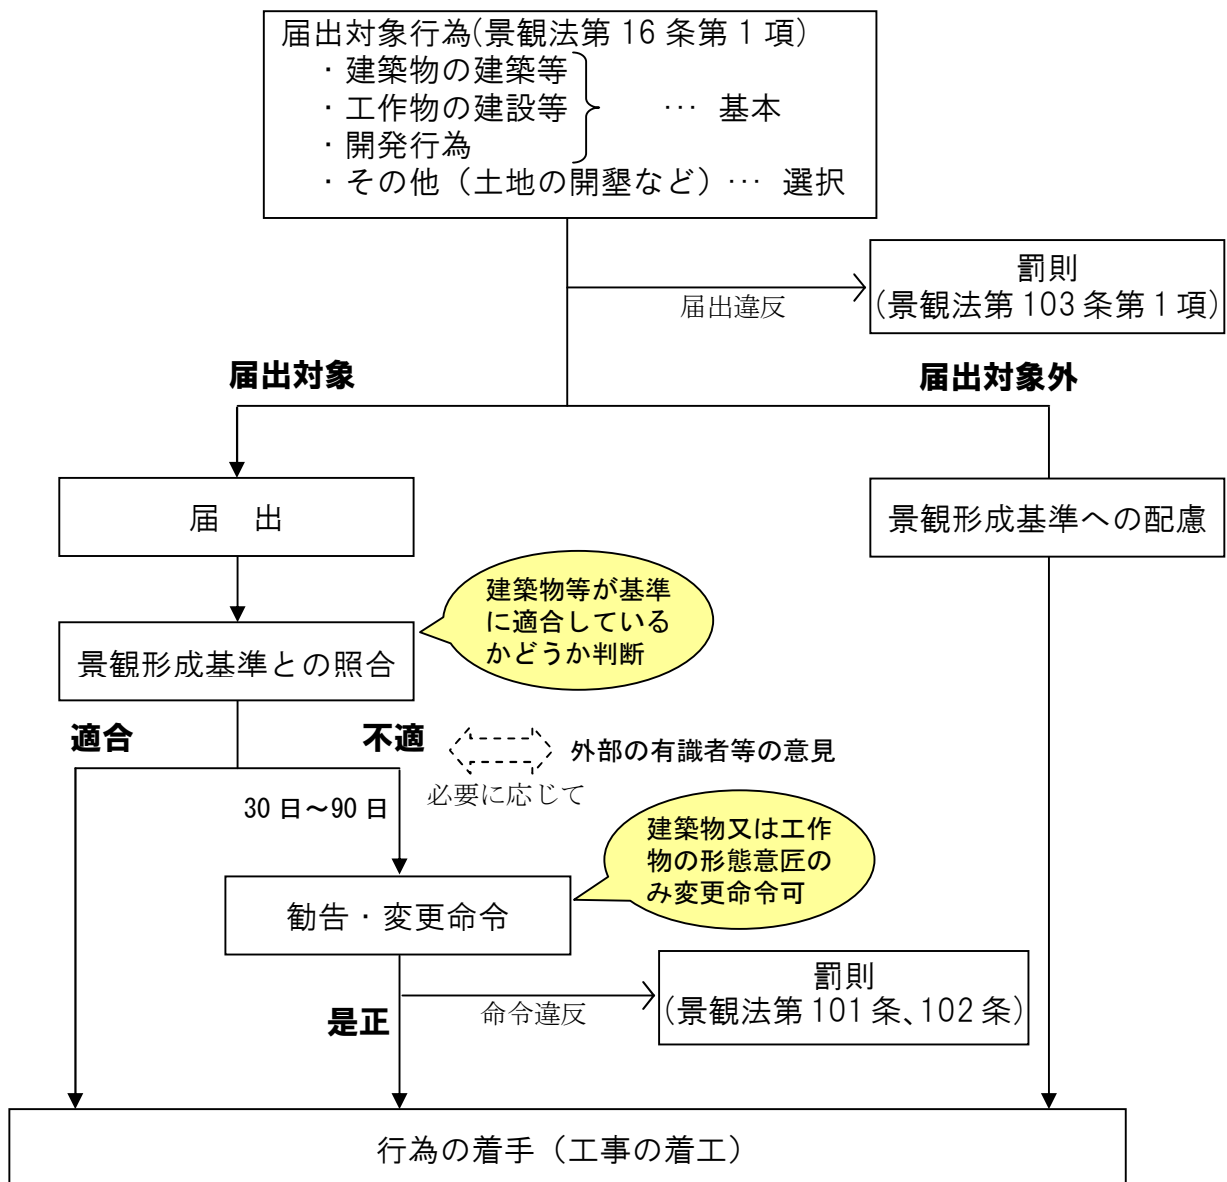 届出対象行為(景観法第16条第1項)
・建築物の建築等
・工作物の建設等 … 基本
・開発行為
・その他（土地の開墾など）… 選択
罰則
(景観法第103条第1項)
届出違反
届出対象
届出対象外
届　出
景観形成基準への配慮
建築物等が基準
に適合している
かどうか判断
景観形成基準との照合
適合
不適
外部の有識者等の意見
必要に応じて
30日～90日
建築物又は工作
物の形態意匠の
み変更命令可
勧告・変更命令
罰則
(景観法第101条、102条)
命令違反
是正
行為の着手（工事の着工）